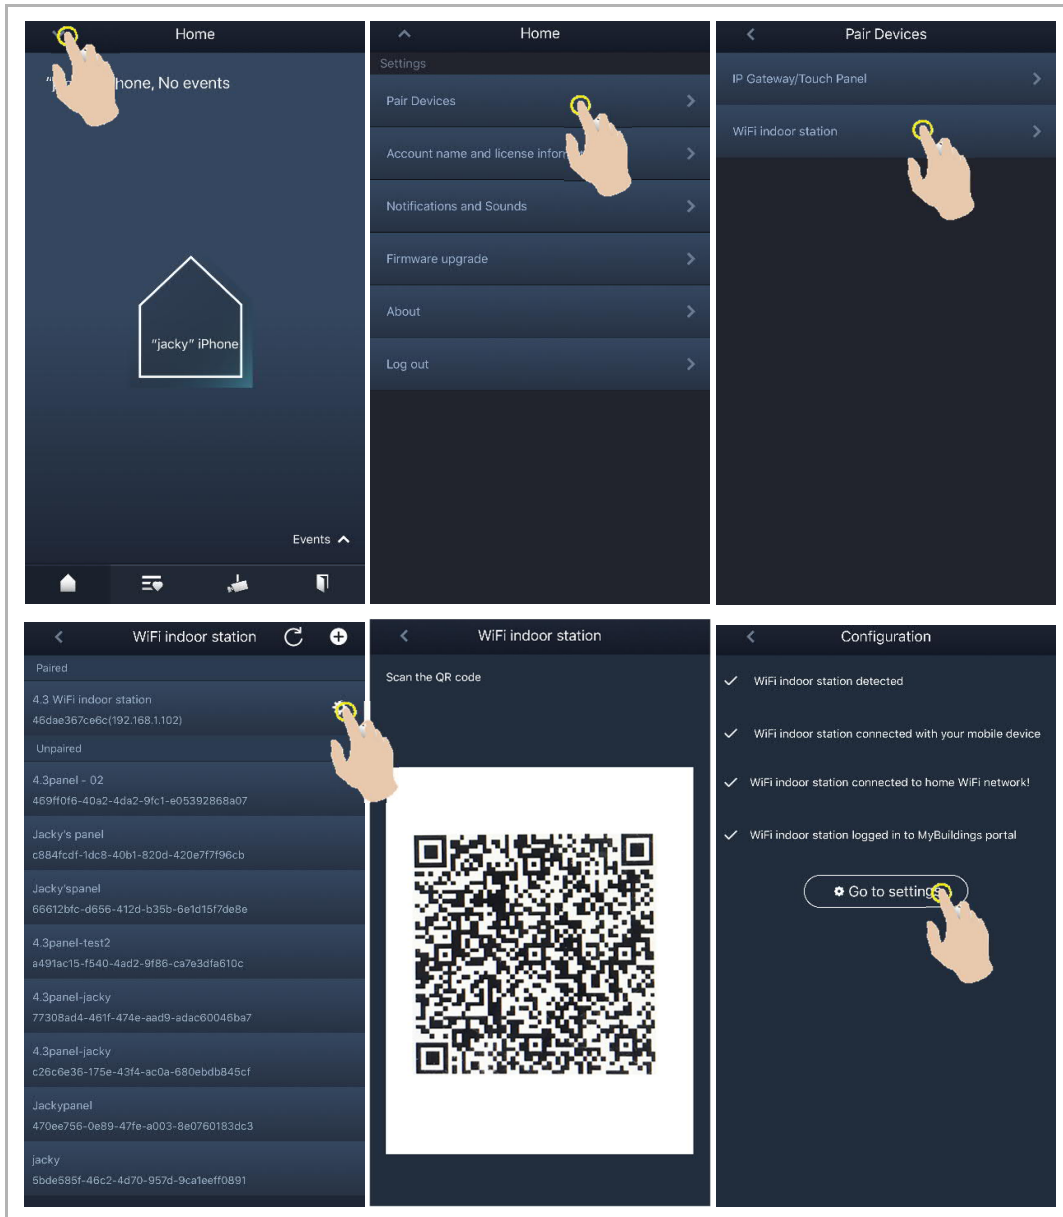 Home
hone, No events
"jacky" iPhone
Events
Home
Settings
Pair Devices
Account name and license infor
Notifications and Sounds
Firmware upgrade
About
Log out
Pair Devices
IP Gateway/Touch Panel
WiFi indoor station
WiFi indoor station
Paired
4.3 WiFi indoor station
46dae367ce6c(192.168.1.102)
Unpaired
4.3panel - 02
469ff0f6-40a2-4da2-9fc1-e05392868a07
Jacky's panel
c884fcdf-1dc8-40b1-820d-420e7f7f96cb
Jacky'spanel
66612bfc-d656-412d-b35b-6e1d15f7de8e
4.3panel-test2
a491ac15-f540-4ad2-9f86-ca7e3dfa610c
4.3panel-jacky
77308ad4-461f-474e-aad9-adac60046ba7
4.3panel-jacky
c26c6e36-175e-43f4-ac0a-680ebdb845cf
Jackypanel
470ee756-0e89-47fe-a003-8e0760183dc3
jacky
5bde585f-46c2-4d70-957d-9ca1eeff0891
WiFi indoor station
Scan the QR code
Configuration
WiFi indoor station detected
WiFi indoor station connected with your mobile device
WiFi indoor station connected to home WiFi network!
WiFi indoor station logged in to MyBuildings portal
Go to settings